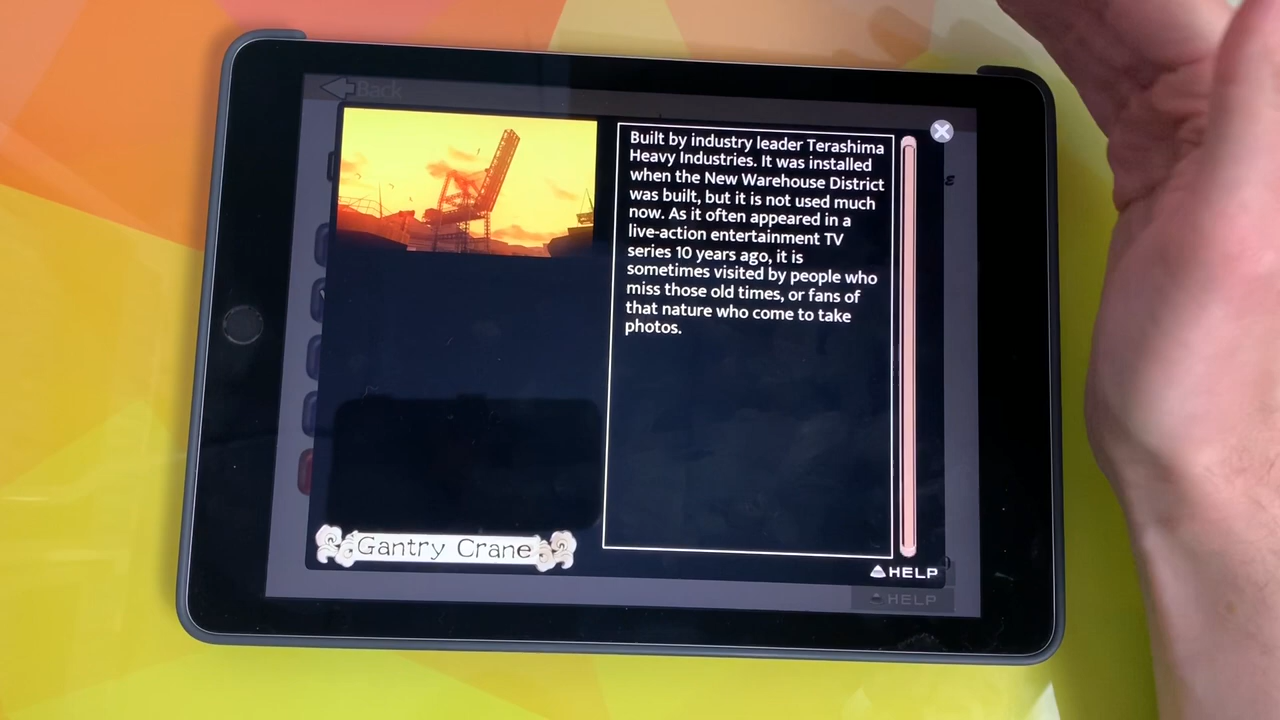 Back
Built by industry leader Terashima
Heavy Industries. It was installed
when the New Warehouse District
was built, but it is not used much
now. As it often appeared in a
live-action entertainment TV
series 10 years ago, it is
sometimes visited by people who
miss those old times, or fans of
that nature who come to take
photos.
Gantry Crane
HELP
HELP